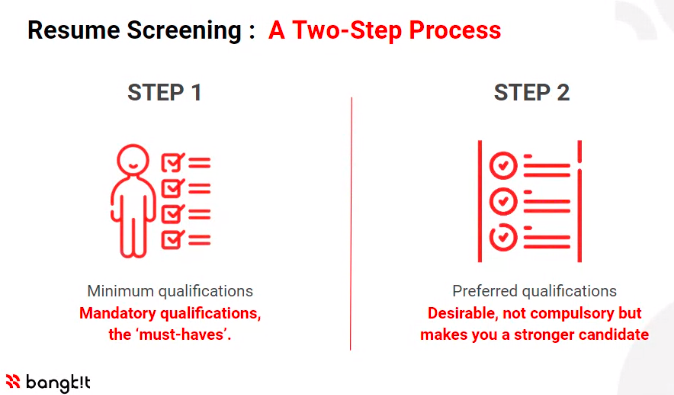 Resume Screening : A Two-Step Process
STEP 1
Minimum qualifications
Mandatory qualifications,
the ‘must-haves’.
STEP 2
Preferred qualifications
Desirable, not compulsory but
makes you a stronger candidate
bangk!t